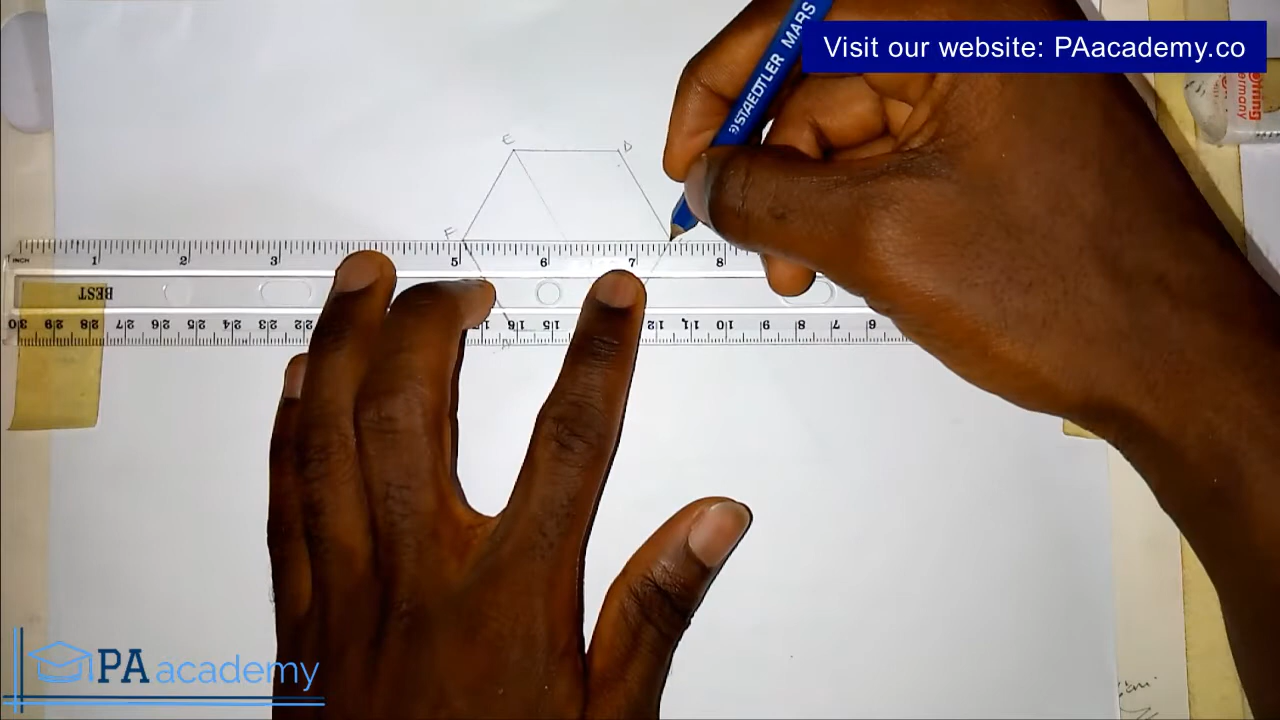 Visit our website: PAacademy.co
STAEDTLER MARS
E D
F
INCH 1 2 3 5 6 7 8
BEST
30 29 28 27 26 25 24 23 22 16 15 12 11 10 9 8 7 6
A
PA academy